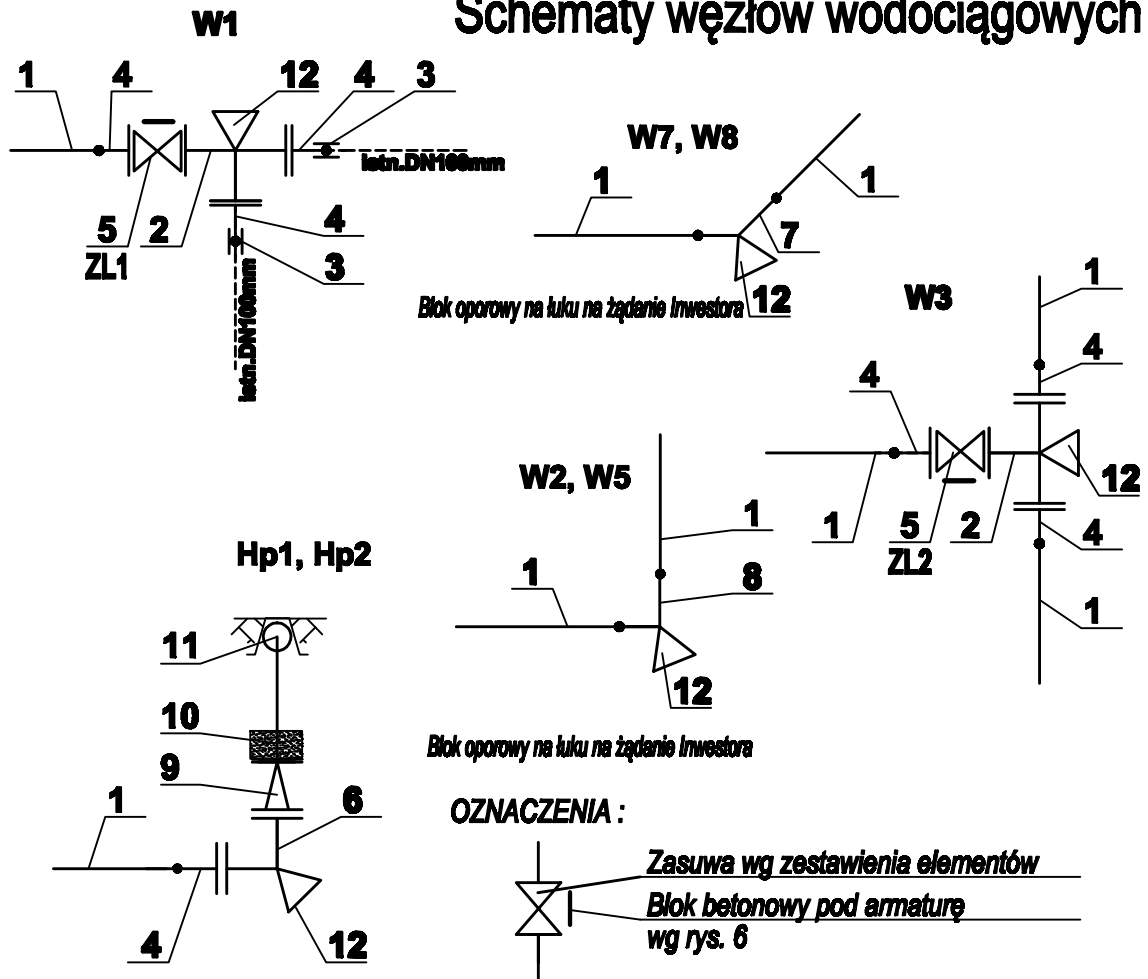 Schematy węzłów wodociągowych
W1
1
4
12
4
3
istn.DN100mm
5
ZL1
2
4
3
istn.DN100mm
W7, W8
1
1
7
12
Blok oporowy na łuku na żądanie Inwestora
W3
1
4
4
12
1
5
ZL2
2
4
1
W2, W5
1
1
8
12
Blok oporowy na łuku na żądanie Inwestora
Hp1, Hp2
11
10
9
1
6
4
12
OZNACZENIA :
Zasuwa wg zestawienia elementów
Blok betonowy pod armaturę
wg rys. 6